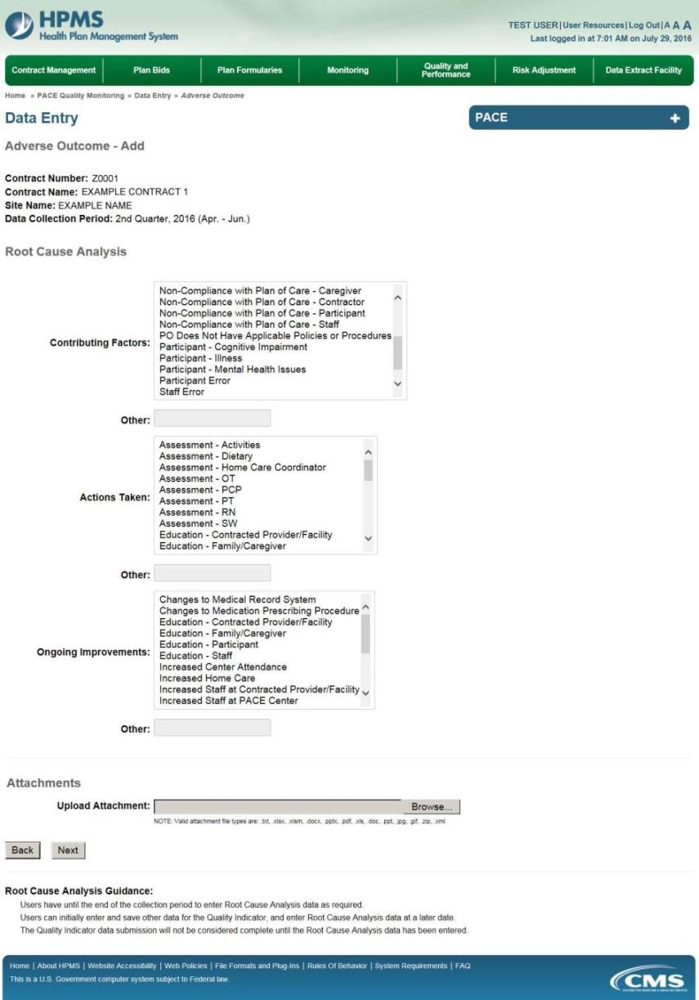 HPMS
Health Plan Management System
TEST USER|User Resources|Log Out|A A A
Last logged in at 7:01 AM on July 29, 2016
Contract Management
Plan Bids
Plan Formularies
Monitoring
Quality and
Performance
Risk Adjustment
Data Extract Facility
Home » PACE Quality Monitoring » Data Entry » Adverse Outcome
Data Entry
PACE +
Adverse Outcome - Add
Contract Number: Z0001
Contract Name: EXAMPLE CONTRACT 1
Site Name: EXAMPLE NAME
Data Collection Period: 2nd Quarter, 2016 (Apr. - Jun.)
Root Cause Analysis
Contributing Factors:
Non-Compliance with Plan of Care - Caregiver
Non-Compliance with Plan of Care - Contractor
Non-Compliance with Plan of Care - Participant
Non-Compliance with Plan of Care - Staff
PO Does Not Have Applicable Policies or Procedures
Participant - Cognitive Impairment
Participant - Illness
Participant - Mental Health Issues
Participant Error
Staff Error
Other:
Actions Taken:
Assessment - Activities
Assessment - Dietary
Assessment - Home Care Coordinator
Assessment - OT
Assessment - PCP
Assessment - PT
Assessment - RN
Assessment - SW
Education - Contracted Provider/Facility
Education - Family/Caregiver
Other:
Ongoing Improvements:
Changes to Medical Record System
Changes to Medication Prescribing Procedure
Education - Contracted Provider/Facility
Education - Family/Caregiver
Education - Participant
Education - Staff
Increased Center Attendance
Increased Home Care
Increased Staff at Contracted Provider/Facility
Increased Staff at PACE Center
Other:
Attachments
Upload Attachment:
Browse...
NOTE: Valid attachment file types are: .txt, .xlsx, .xlsm, .docx, .pptx, .pdf, .xls, .doc, .ppt, .jpg, .gif, .zip, .xml
Back
Next
Root Cause Analysis Guidance:
Users have until the end of the collection period to enter Root Cause Analysis data as required.
Users can initially enter and save other data for the Quality Indicator, and enter Root Cause Analysis data at a later date.
The Quality Indicator data submission will not be considered complete until the Root Cause Analysis data has been entered.
Home | About HPMS | Website Accessibility | Web Policies | File Formats and Plug-Ins | Rules Of Behavior | System Requirements | FAQ
This is a U.S. Government computer system subject to Federal law.
CMS
CENTERS FOR MEDICARE & MEDICAID SERVICES